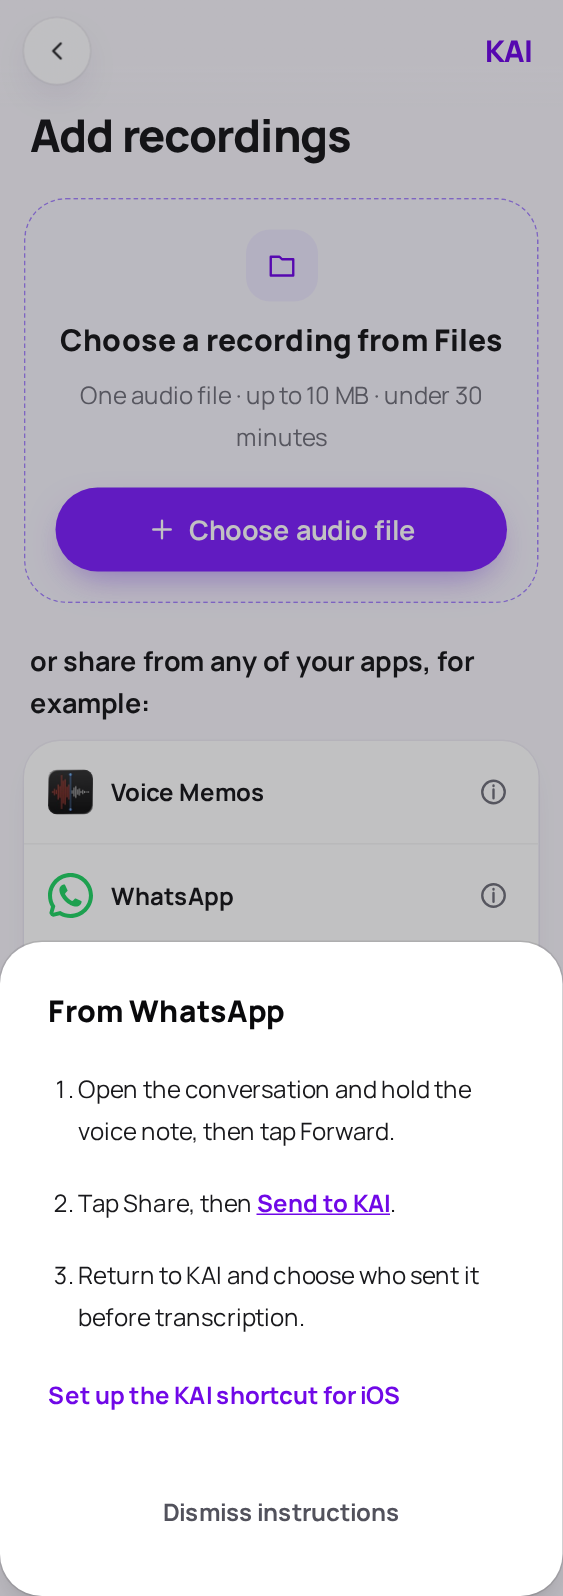 KAI
Add recordings
Choose a recording from Files
One audio file · up to 10 MB · under 30
minutes
+ Choose audio file
or share from any of your apps, for
example:
Voice Memos
WhatsApp
From WhatsApp
1. Open the conversation and hold the
voice note, then tap Forward.
2. Tap Share, then Send to KAI.
3. Return to KAI and choose who sent it
before transcription.
Set up the KAI shortcut for iOS
Dismiss instructions